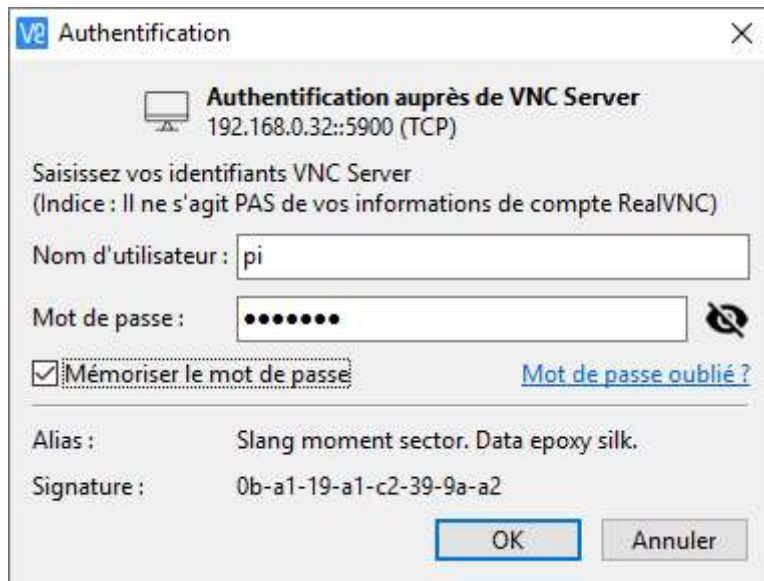 V2 Authentification
Authentification auprès de VNC Server
192.168.0.32::5900 (TCP)
Saisissez vos identifiants VNC Server
(Indice : Il ne s'agit PAS de vos informations de compte RealVNC)
Nom d'utilisateur : pi
Mot de passe : •••••••
Mémoriser le mot de passe Mot de passe oublié ?
Alias : Slang moment sector. Data epoxy silk.
Signature : 0b-a1-19-a1-c2-39-9a-a2
OK Annuler